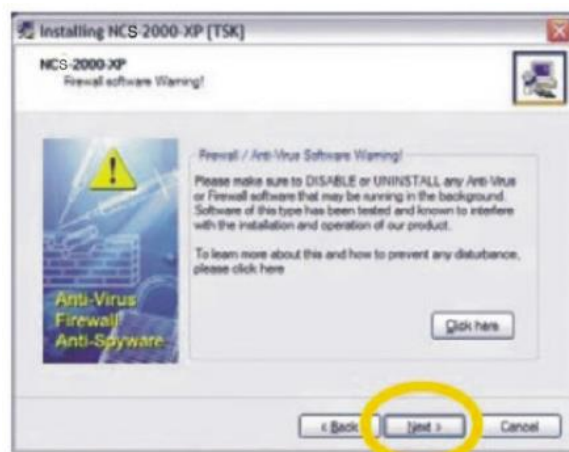 Installing NCS-2000-XP [TSK]
NCS-2000-XP
Firewall software Warning!
Firewall / Anti-Virus Software Warning!
Please make sure to DISABLE or UNINSTALL any Anti-Virus
or Firewall software that may be running in the background.
Software of this type has been tested and known to interfere
with the installation and operation of our product.
To learn more about this and how to prevent any disturbance,
please click here
Anti-Virus
Firewall
Anti-Spyware
Click here
< Back
Next >
Cancel